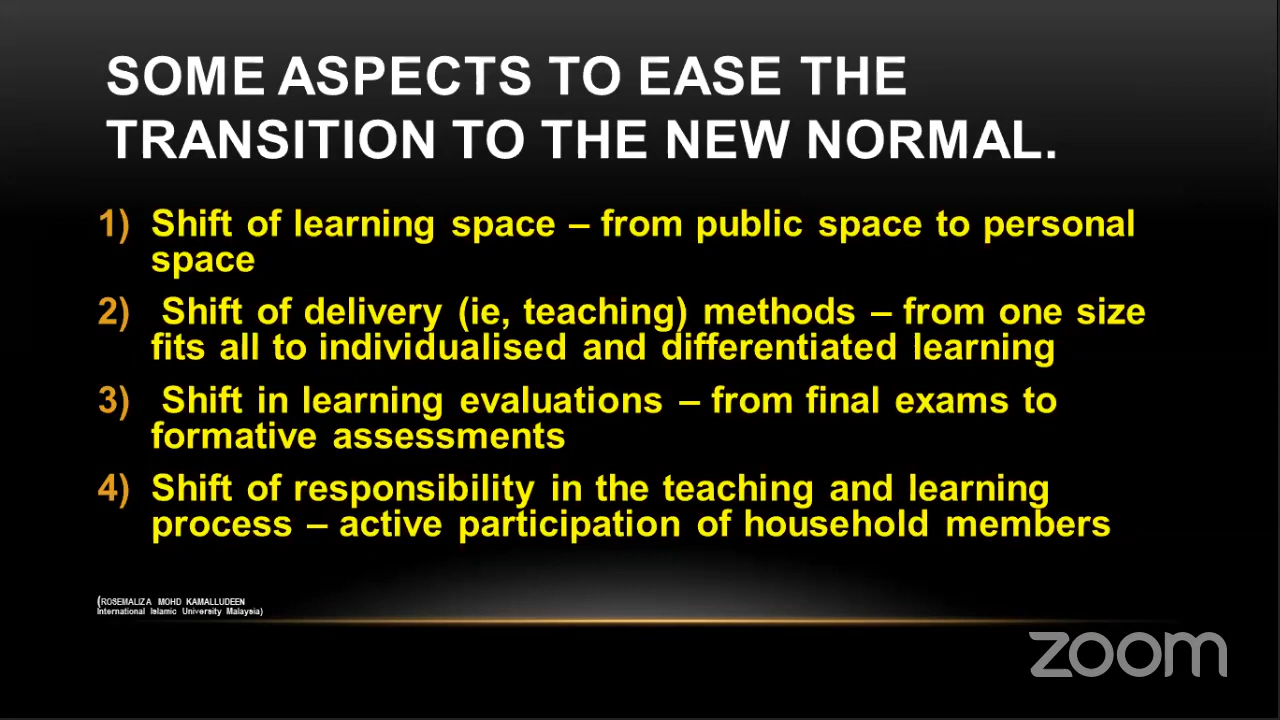 SOME ASPECTS TO EASE THE
TRANSITION TO THE NEW NORMAL.
1) Shift of learning space – from public space to personal
space
2) Shift of delivery (ie, teaching) methods – from one size
fits all to individualised and differentiated learning
3) Shift in learning evaluations – from final exams to
formative assessments
4) Shift of responsibility in the teaching and learning
process – active participation of household members
(ROSEMALIZA MOHD KAMALLUDEEN
International Islamic University Malaysia)
zoom